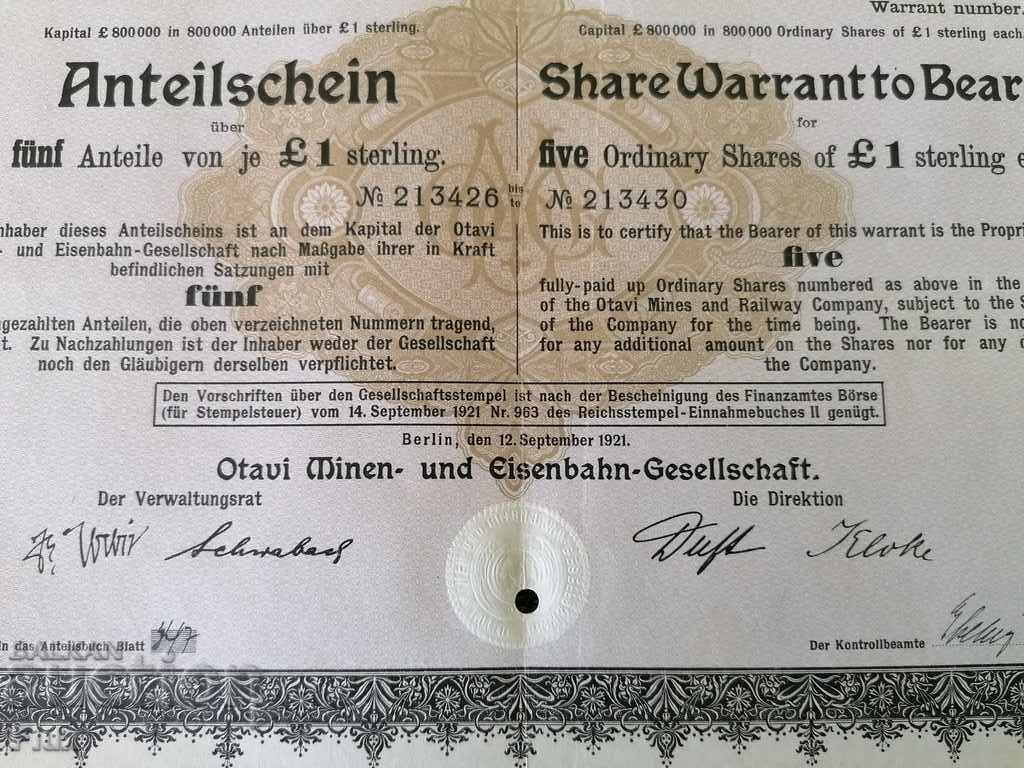 Warrant number.
Kapital £ 800000 in 800000 Anteilen über £1 sterling.
Capital £ 800000 in 800000 Ordinary Shares of £1 sterling each
Anteilschein
über
fünf Anteile von je £1 sterling.
Share Warrant to Bear
for
five Ordinary Shares of £1 sterling e
№ 213426 bis to № 213430
nhaber dieses Anteilscheins ist an dem Kapital der Otavi
- und Eisenbahn-Gesellschaft nach Maßgabe ihrer in Kraft
befindlichen Satzungen mit
fünf
gezahlten Anteilen, die oben verzeichneten Nummern tragend,
t. Zu Nachzahlungen ist der Inhaber weder der Gesellschaft
noch den Gläubigern derselben verpflichtet.
This is to certify that the Bearer of this warrant is the Propri
five
fully-paid up Ordinary Shares numbered as above in the
of the Otavi Mines and Railway Company, subject to the S
of the Company for the time being. The Bearer is no
for any additional amount on the Shares nor for any
the Company.
Den Vorschriften über den Gesellschaftsstempel ist nach der Bescheinigung des Finanzamtes Börse
(für Stempelsteuer) vom 14. September 1921 Nr. 963 des Reichsstempel-Einnahmebuches II genügt.
Berlin, den 12. September 1921.
Otavi Minen- und Eisenbahn-Gesellschaft.
Der Verwaltungsrat
Die Direktion
Schwabach
Duft
Kloke
In das Anteilsbuch Blatt
Der Kontrollbeamte
BALKAN